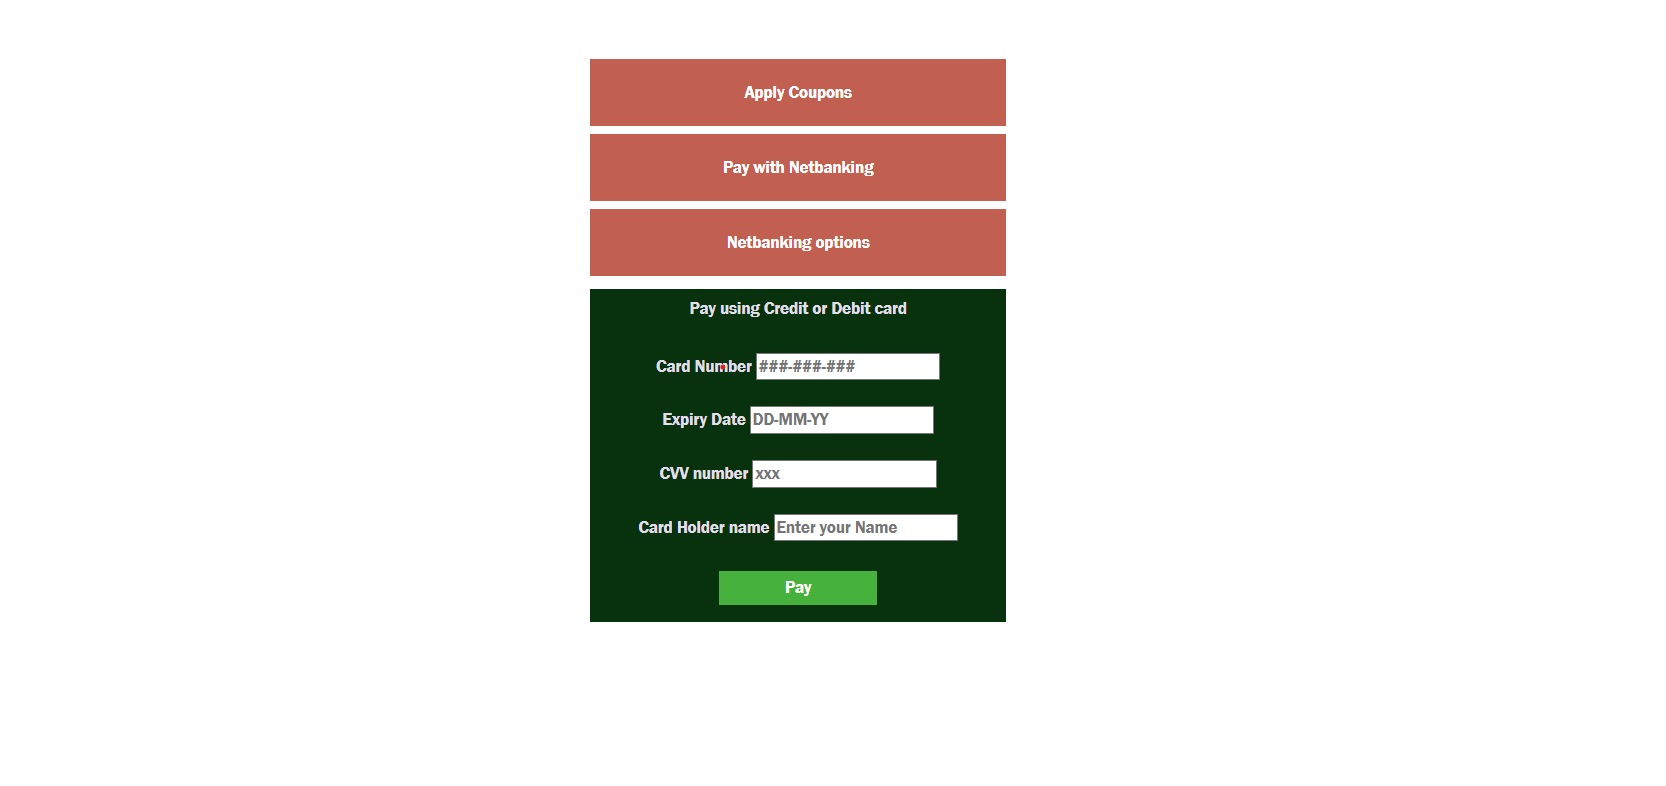 Apply Coupons
Pay with Netbanking
Netbanking options
Pay using Credit or Debit card
Card Number ###-###-###
Expiry Date DD-MM-YY
CVV number xxx
Card Holder name Enter your Name
Pay